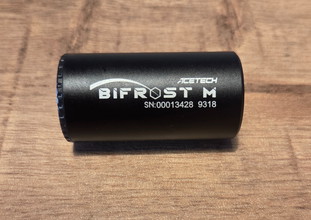 ACETECH
BIFROST M
SN:00013428 9318